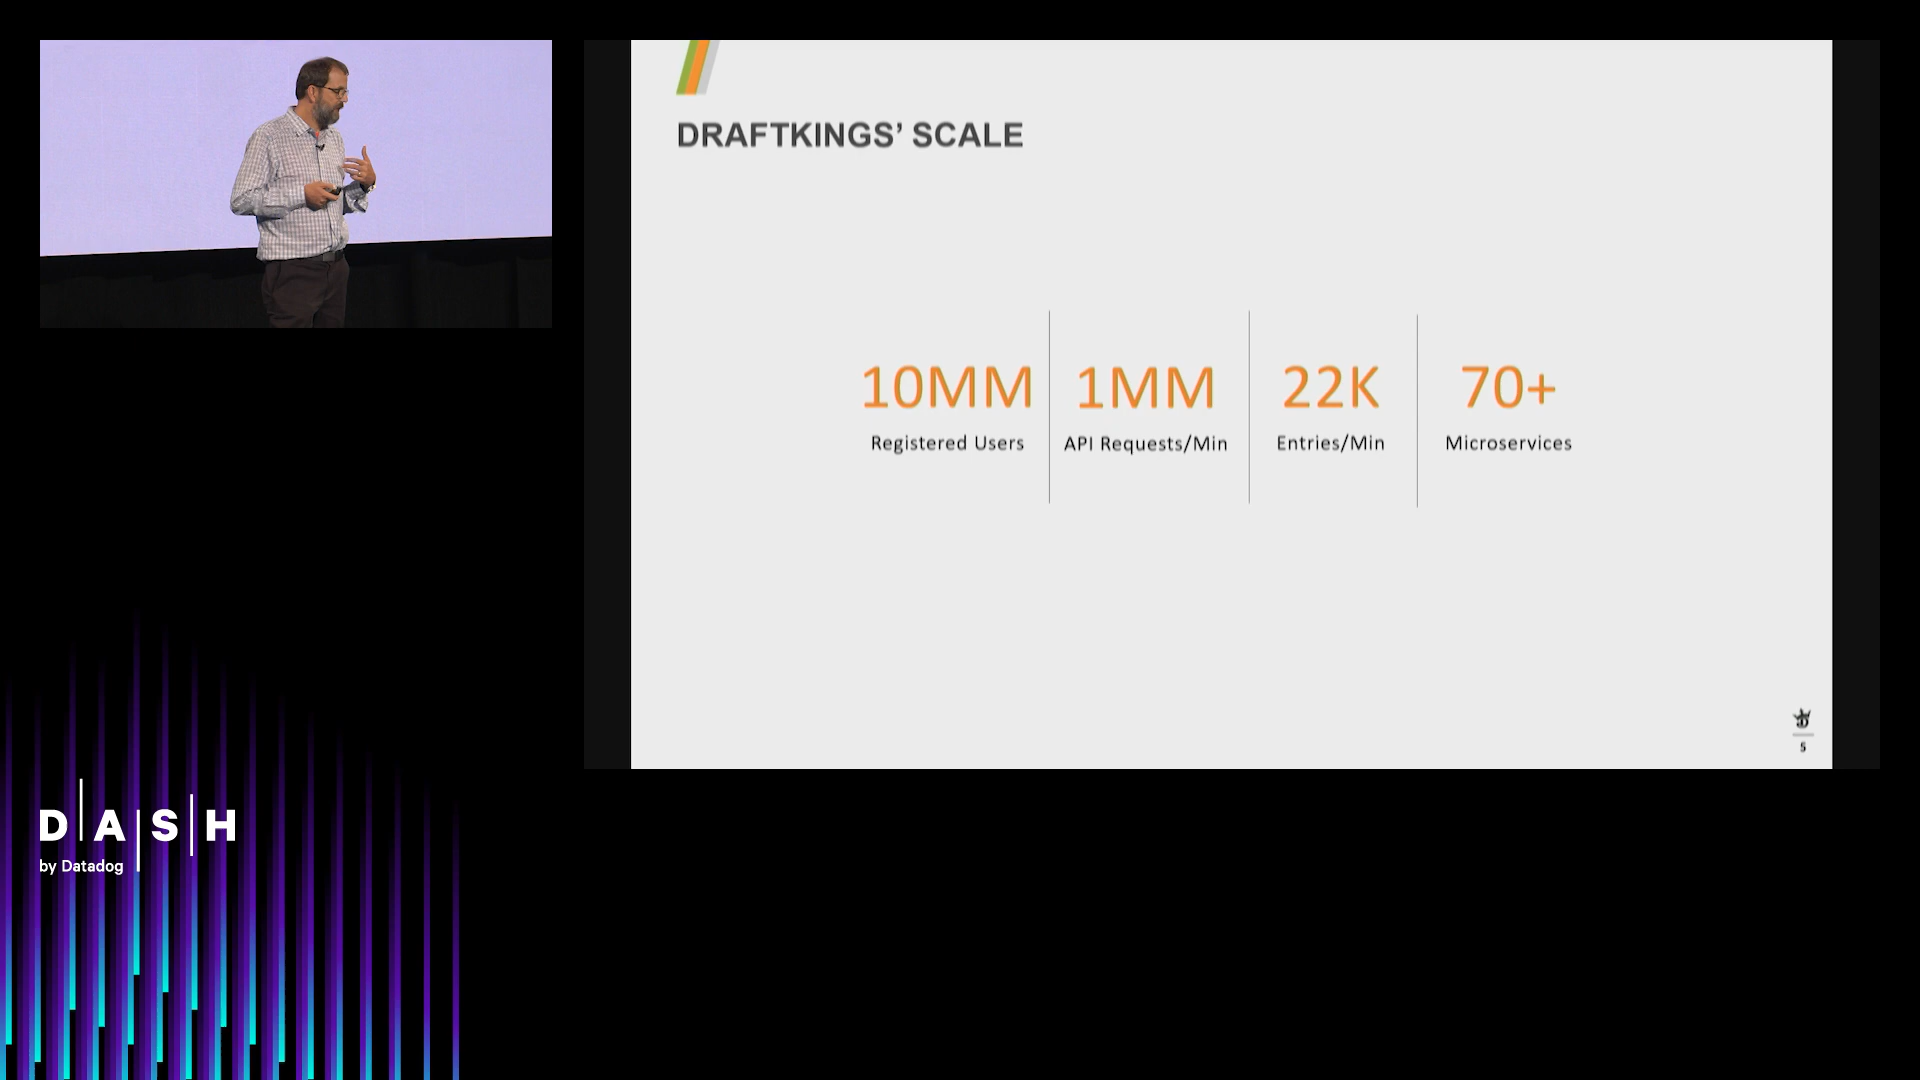 DRAFTKINGS’ SCALE
10MM
Registered Users
1MM
API Requests/Min
22K
Entries/Min
70+
Microservices
5
D|A|S|H
by Datadog